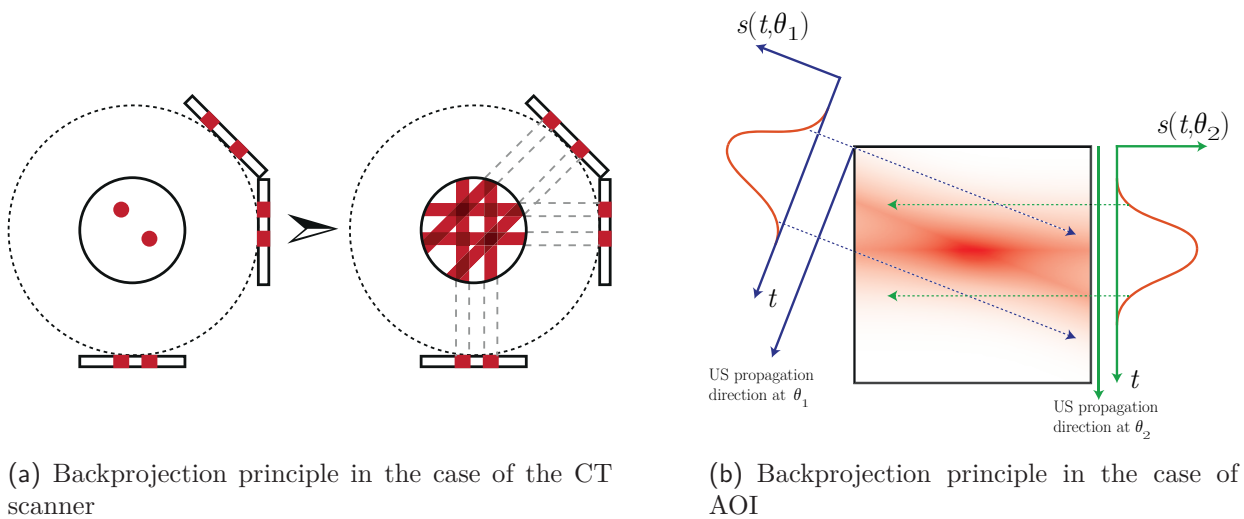 s(t,θ1)
s(t,θ2)
t
US propagation
direction at θ1
t
US propagation
direction at θ2
(a) Backprojection principle in the case of the CT
scanner
(b) Backprojection principle in the case of
AOI